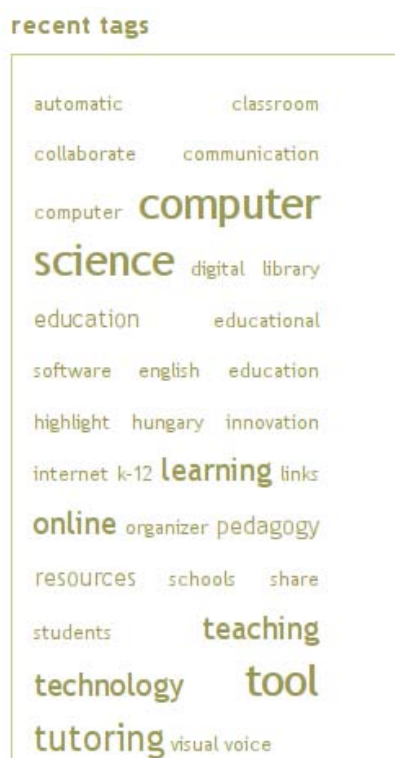 recent tags
automatic classroom
collaborate communication
computer computer
science digital library
education educational
software english education
highlight hungary innovation
internet k-12 learning links
online organizer pedagogy
resources schools share
students teaching
technology tool
tutoring visual voice